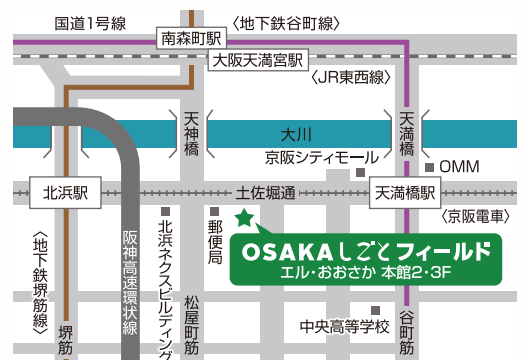 国道1号線
〈地下鉄谷町線〉
南森町駅
大阪天満宮駅
〈JR東西線〉
天神橋
大川
天満橋
京阪シティモール
OMM
北浜駅
土佐堀通
天満橋駅
〈京阪電車〉
郵便局
北浜ネクスビルディング
阪神高速環状線
〈地下鉄堺筋線〉
OSAKAしごとフィールド
エル・おおさか 本館2・3F
松屋町筋
中央高等学校
堺筋
谷町筋